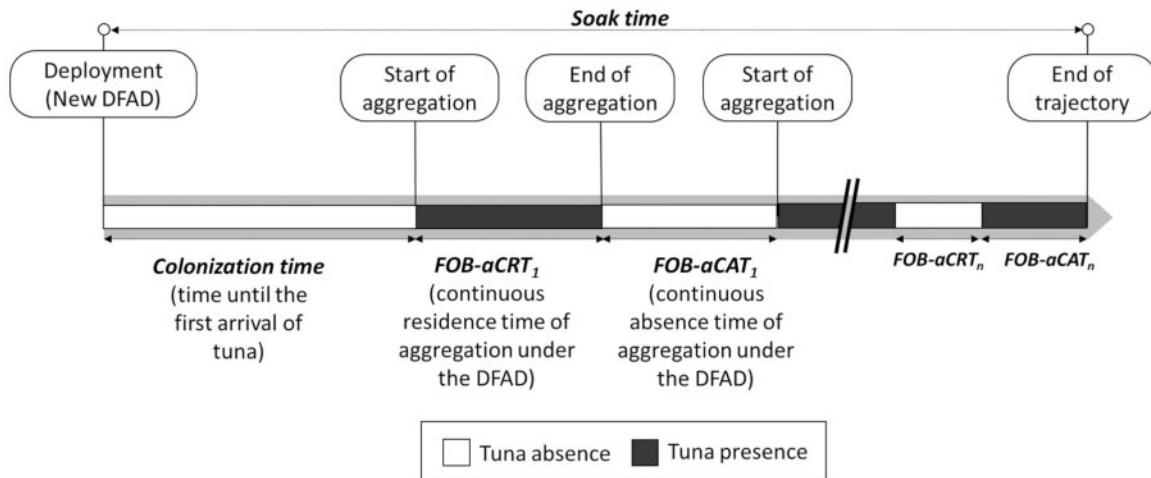 Soak time
Deployment
(New DFAD)
Start of
aggregation
End of
aggregation
Start of
aggregation
End of
trajectory
Colonization time
(time until the
first arrival of
tuna)
FOB-aCRT1
(continuous
residence time of
aggregation under
the DFAD)
FOB-aCAT1
(continuous
absence time of
aggregation under
the DFAD)
FOB-aCRTn
FOB-aCATn
Tuna absence
Tuna presence